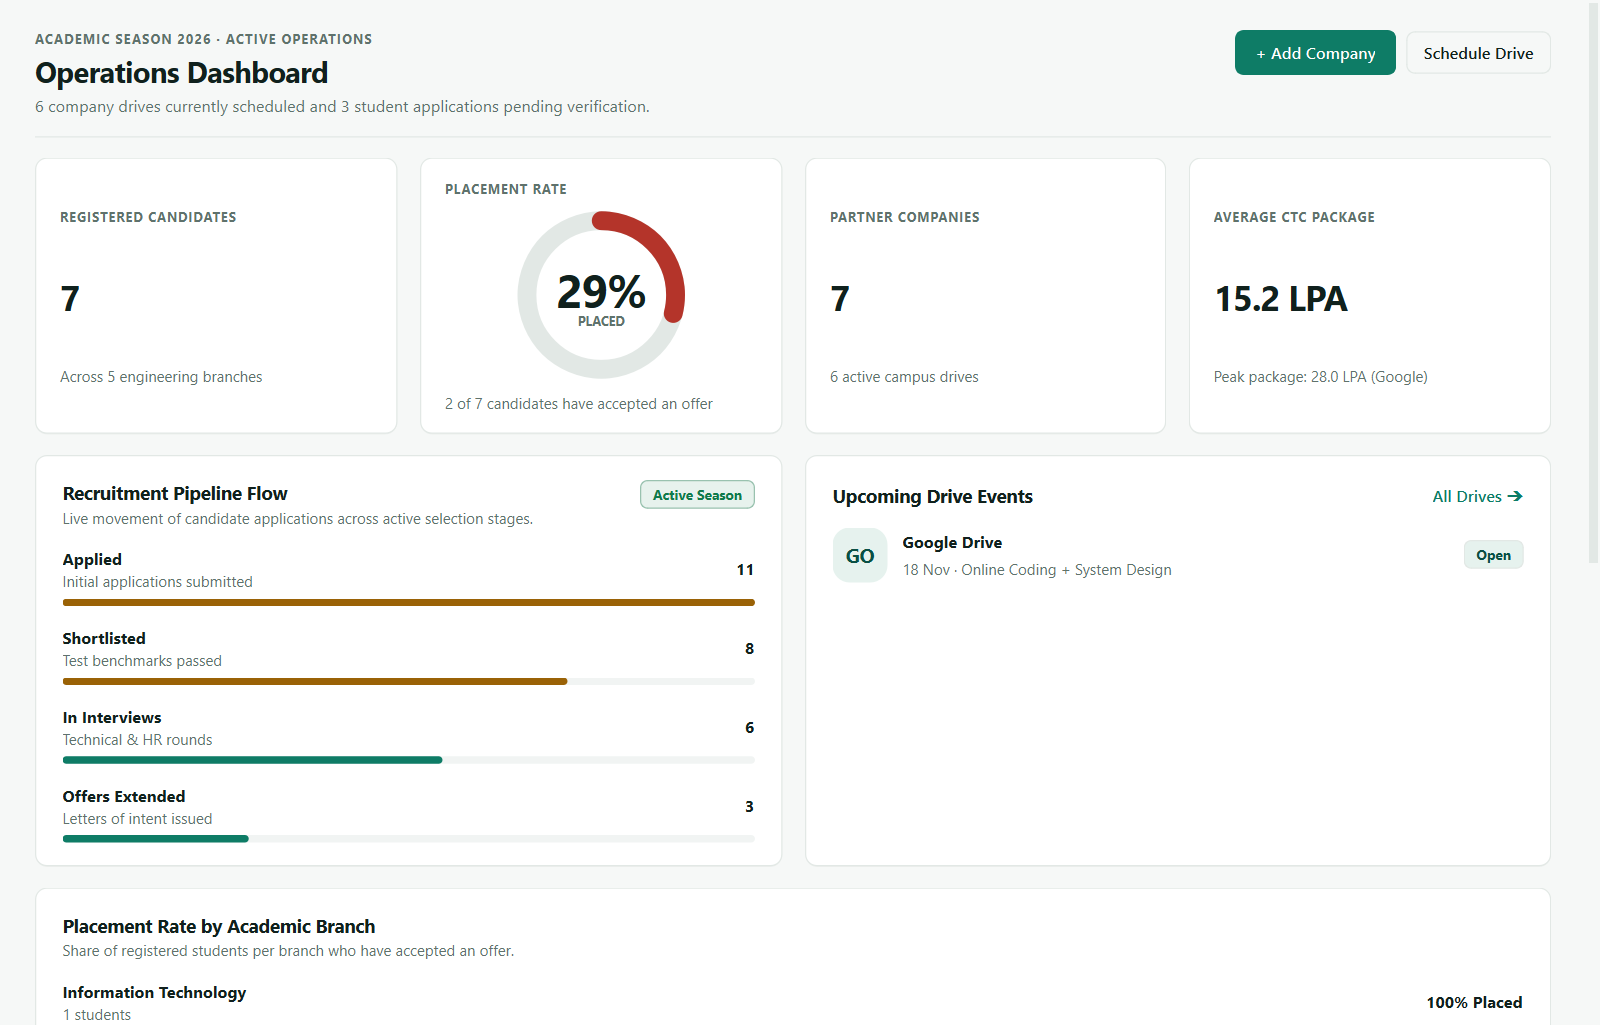 ACADEMIC SEASON 2026 · ACTIVE OPERATIONS
Operations Dashboard
6 company drives currently scheduled and 3 student applications pending verification.
+ Add Company
Schedule Drive
REGISTERED CANDIDATES
7
Across 5 engineering branches
PLACEMENT RATE
29%
PLACED
2 of 7 candidates have accepted an offer
PARTNER COMPANIES
7
6 active campus drives
AVERAGE CTC PACKAGE
15.2 LPA
Peak package: 28.0 LPA (Google)
Recruitment Pipeline Flow
Active Season
Live movement of candidate applications across active selection stages.
Applied
Initial applications submitted
11
Shortlisted
Test benchmarks passed
8
In Interviews
Technical & HR rounds
6
Offers Extended
Letters of intent issued
3
Upcoming Drive Events
All Drives →
GO
Google Drive
18 Nov · Online Coding + System Design
Open
Placement Rate by Academic Branch
Share of registered students per branch who have accepted an offer.
Information Technology
1 students
100% Placed